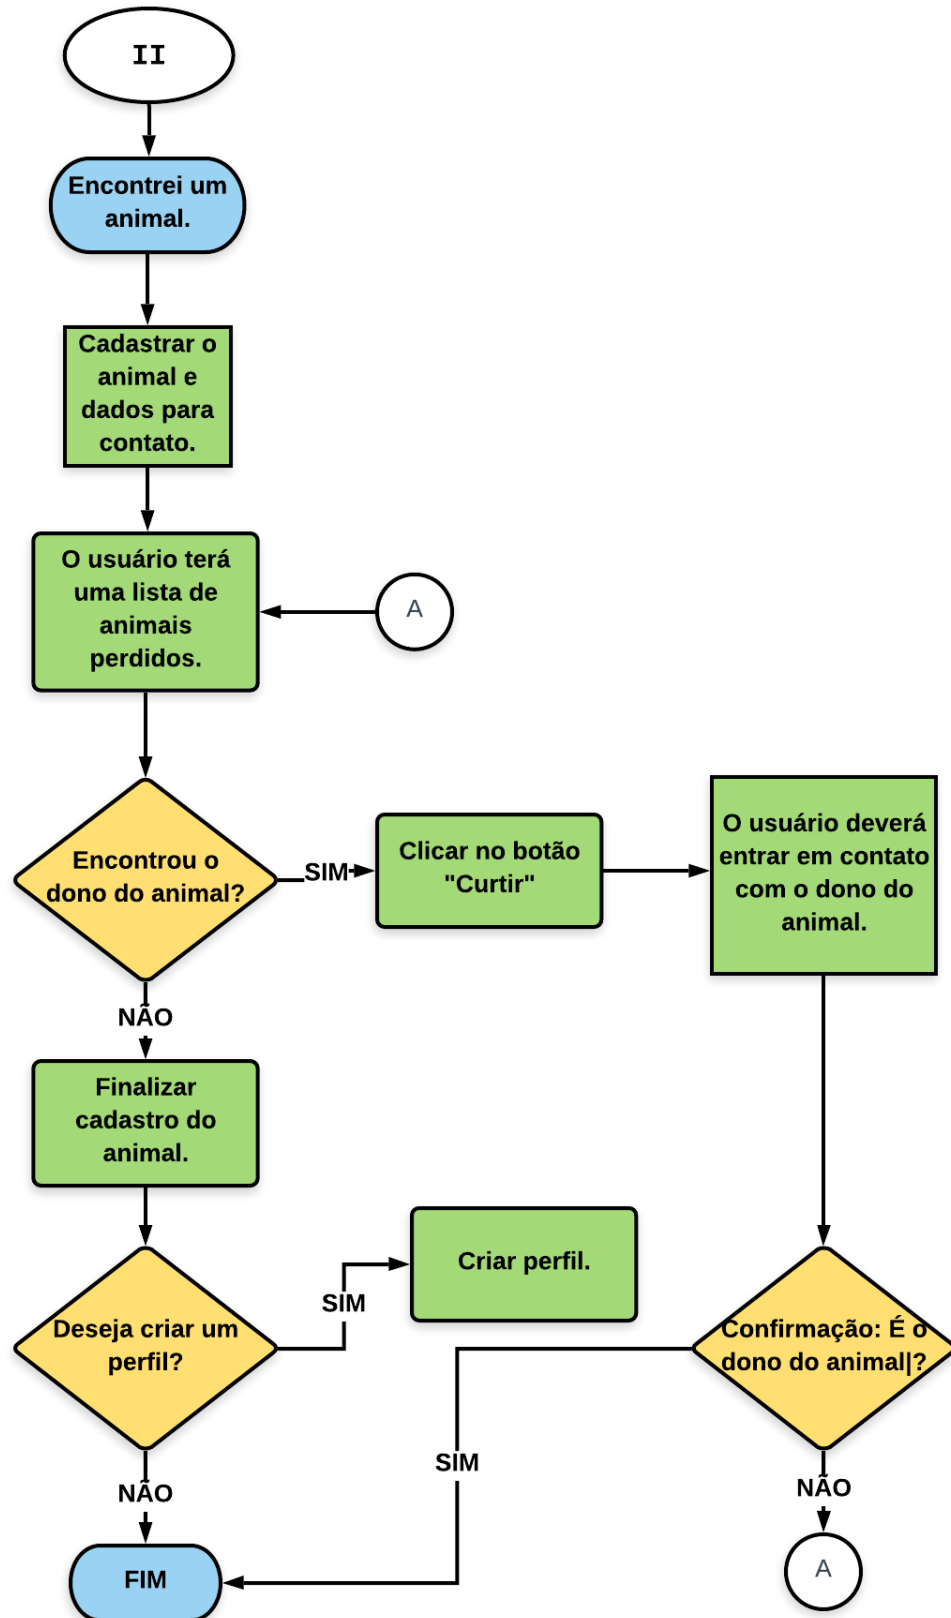 II
Encontrei um
animal.
Cadastrar o
animal e
dados para
contato.
O usuário terá
uma lista de
animais
perdidos.
A
Encontrou o
dono do animal?
SIM
Clicar no botão
"Curtir"
O usuário deverá
entrar em contato
com o dono do
animal.
NÃO
Finalizar
cadastro do
animal.
Deseja criar um
perfil?
SIM
Criar perfil.
Confirmação: É o
dono do animal|?
SIM
NÃO
NÃO
A
FIM